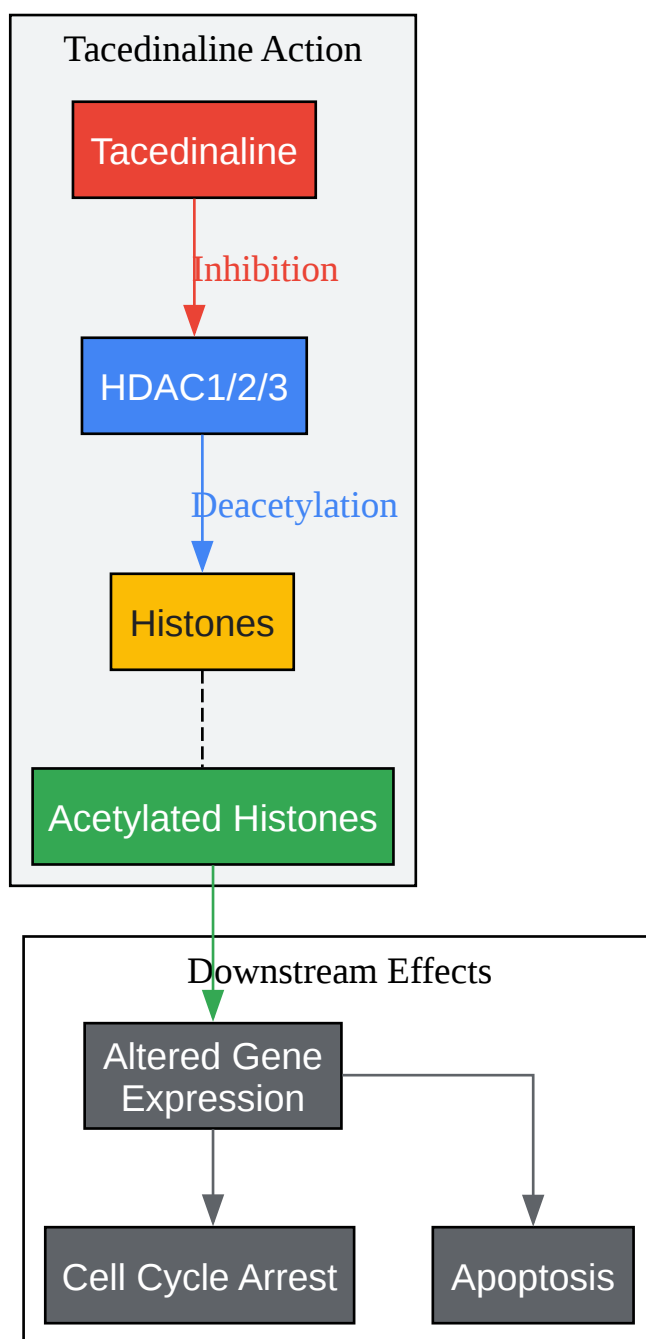 Tacedinaline Action
Tacedinaline
Inhibition
HDAC1/2/3
Deacetylation
Histones
Acetylated Histones
Downstream Effects
Altered Gene
Expression
Cell Cycle Arrest
Apoptosis